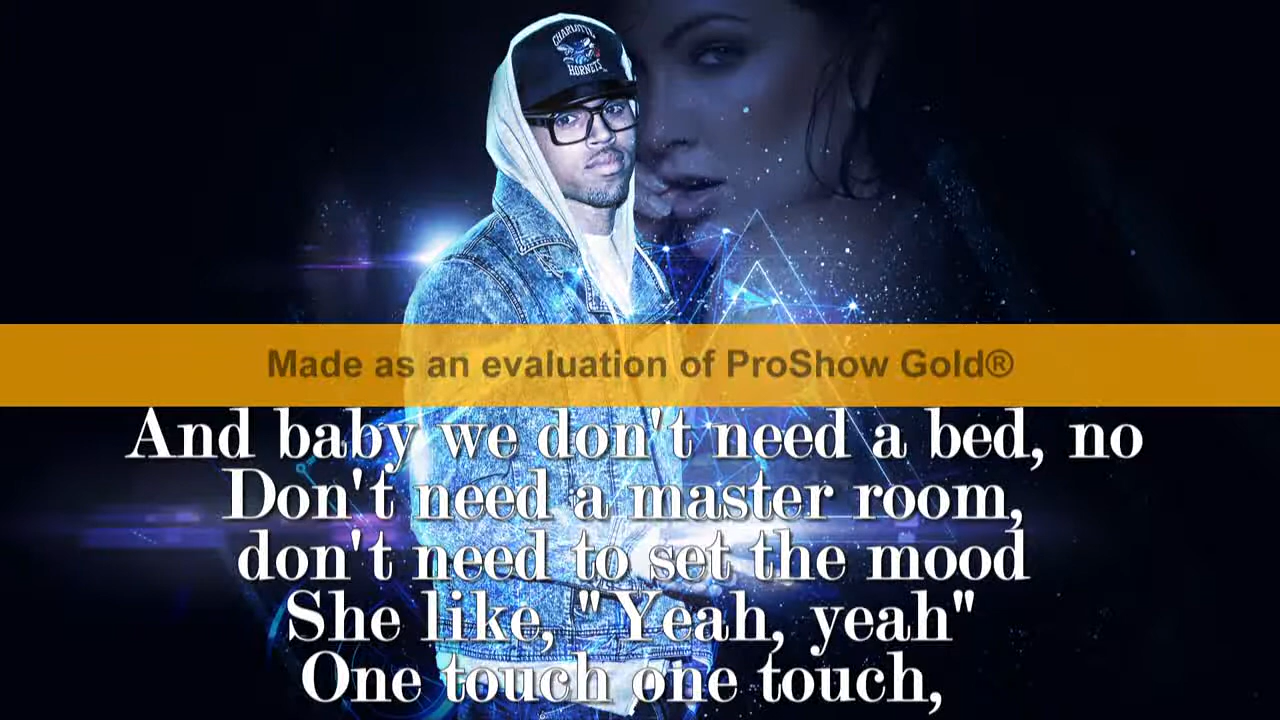 CHARLOTTE
HORNETS
Made as an evaluation of ProShow Gold®
And baby we don't need a bed, no
Don't need a master room,
don't need to set the mood
She like, "Yeah, yeah"
One touch one touch,